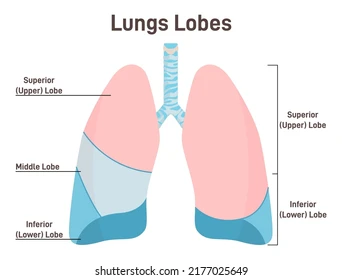 Lungs Lobes
Superior
(Upper) Lobe
Middle Lobe
Inferior
(Lower) Lobe
Superior
(Upper) Lobe
Inferior
(Lower) Lobe
shutterstock.com · 2177025649